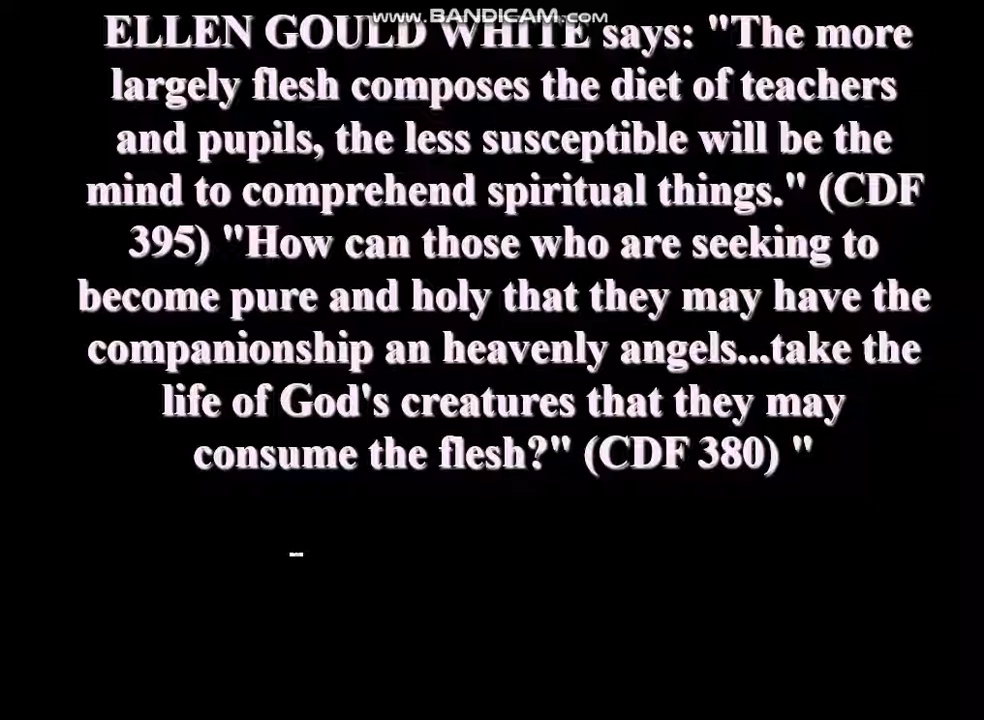 www.BANDICAM.com
ELLEN GOULD WHITE says: "The more
largely flesh composes the diet of teachers
and pupils, the less susceptible will be the
mind to comprehend spiritual things." (CDF
395) "How can those who are seeking to
become pure and holy that they may have the
companionship an heavenly angels...take the
life of God's creatures that they may
consume the flesh?" (CDF 380) "